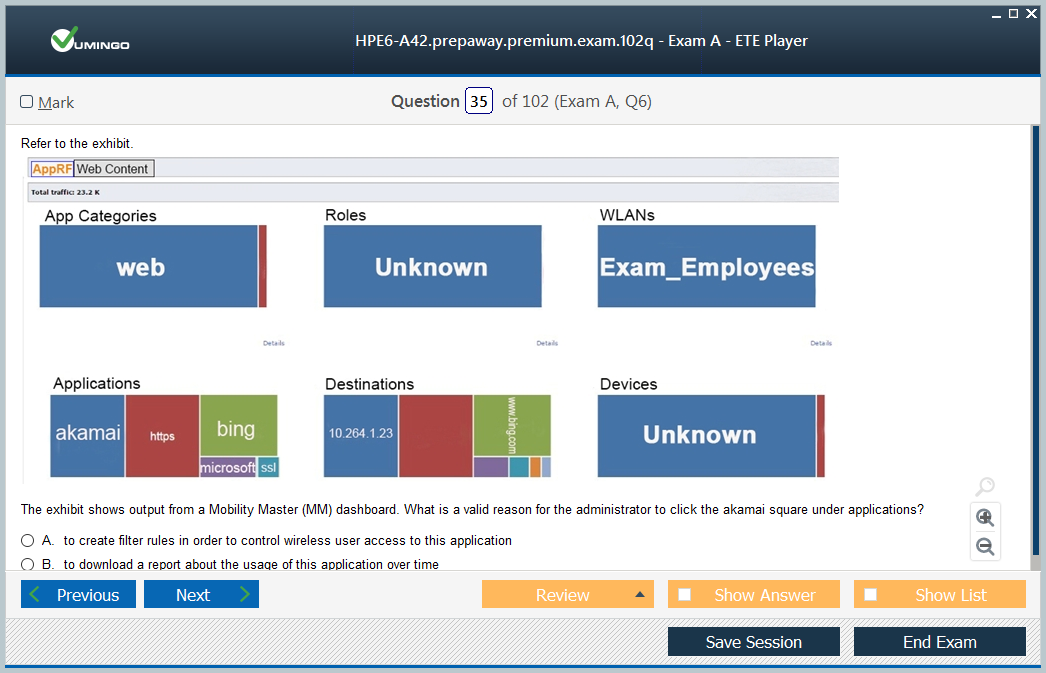 VUMINGO
HPE6-A42.prepaway.premium.exam.102q - Exam A - ETE Player
Mark
Question 35 of 102 (Exam A, Q6)
Refer to the exhibit.
AppRF Web Content
Total traffic: 23.2 K
App Categories Roles WLANs
web Unknown Exam_Employees
Details Details Details
Applications Destinations Devices
akamai https bing microsoft ssl
10.264.1.23 www.bing.com
Unknown
The exhibit shows output from a Mobility Master (MM) dashboard. What is a valid reason for the administrator to click the akamai square under applications?
A. to create filter rules in order to control wireless user access to this application
B. to download a report about the usage of this application over time
Previous Next Review Show Answer Show List
Save Session End Exam